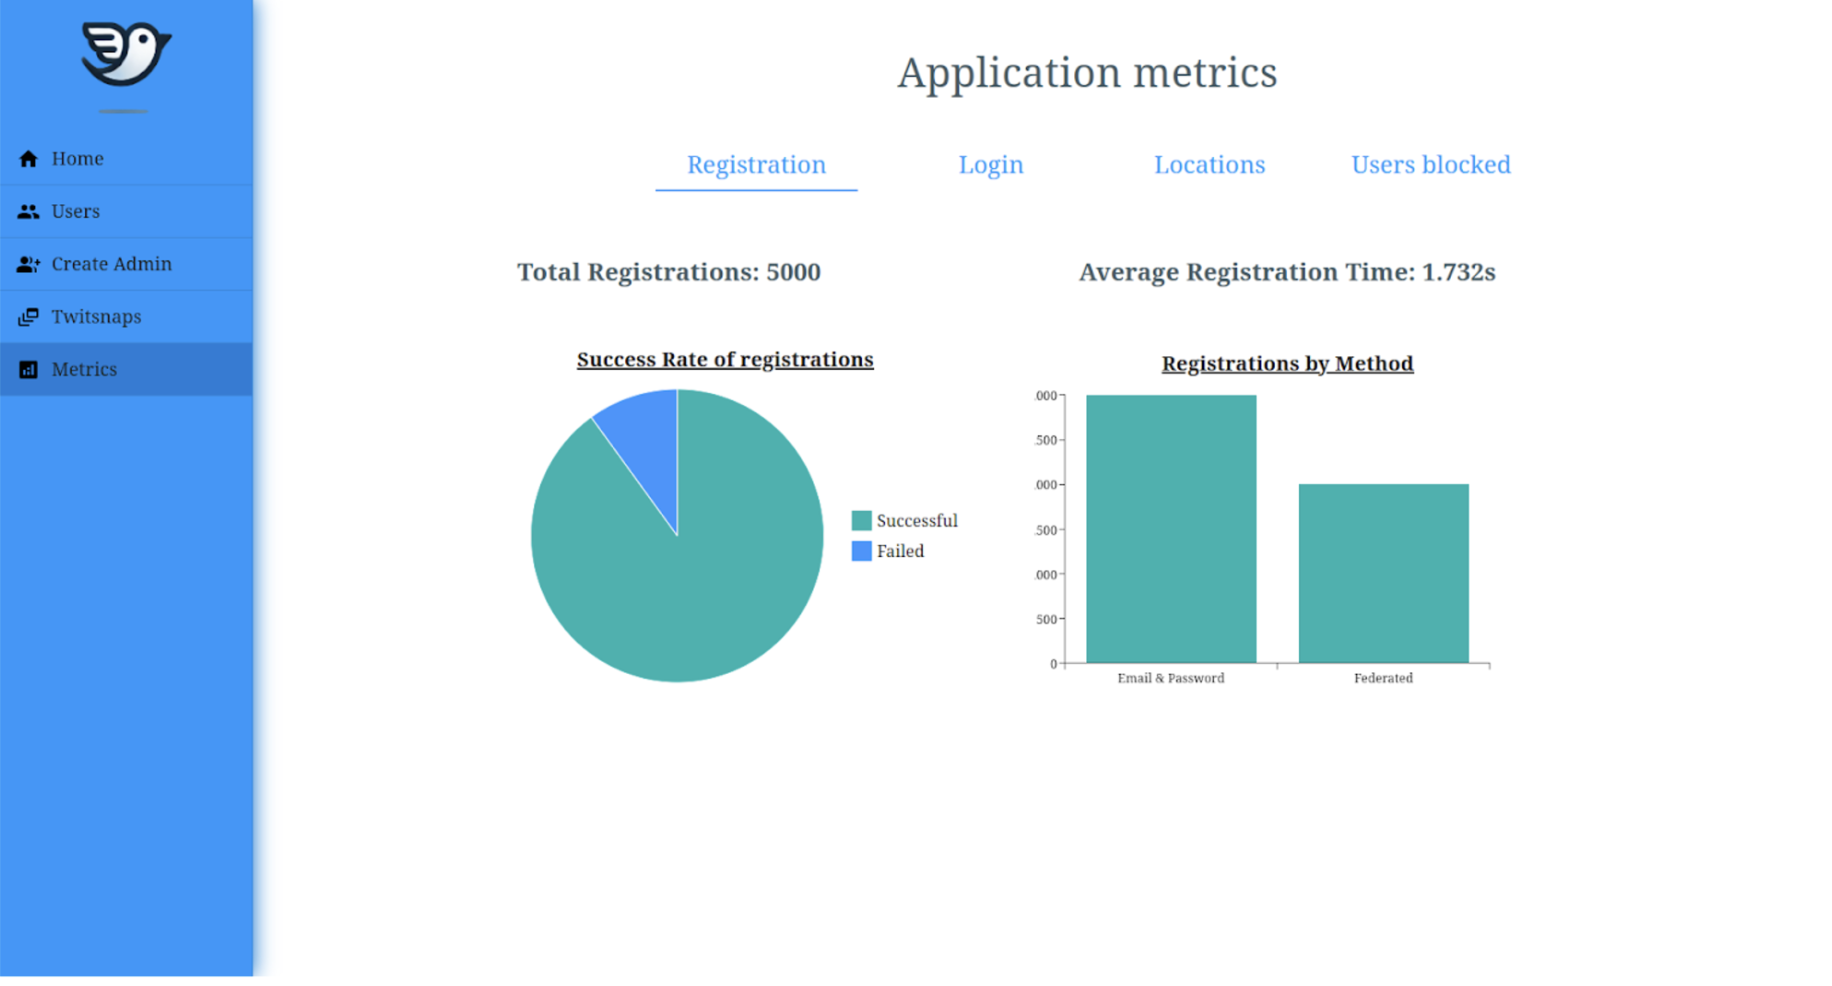 Application metrics
Home
Users
Create Admin
Twitsnaps
Metrics
Registration Login Locations Users blocked
Total Registrations: 5000
Average Registration Time: 1.732s
Success Rate of registrations
Successful
Failed
Registrations by Method
000
500
000
500
000
500
0
Email & Password Federated